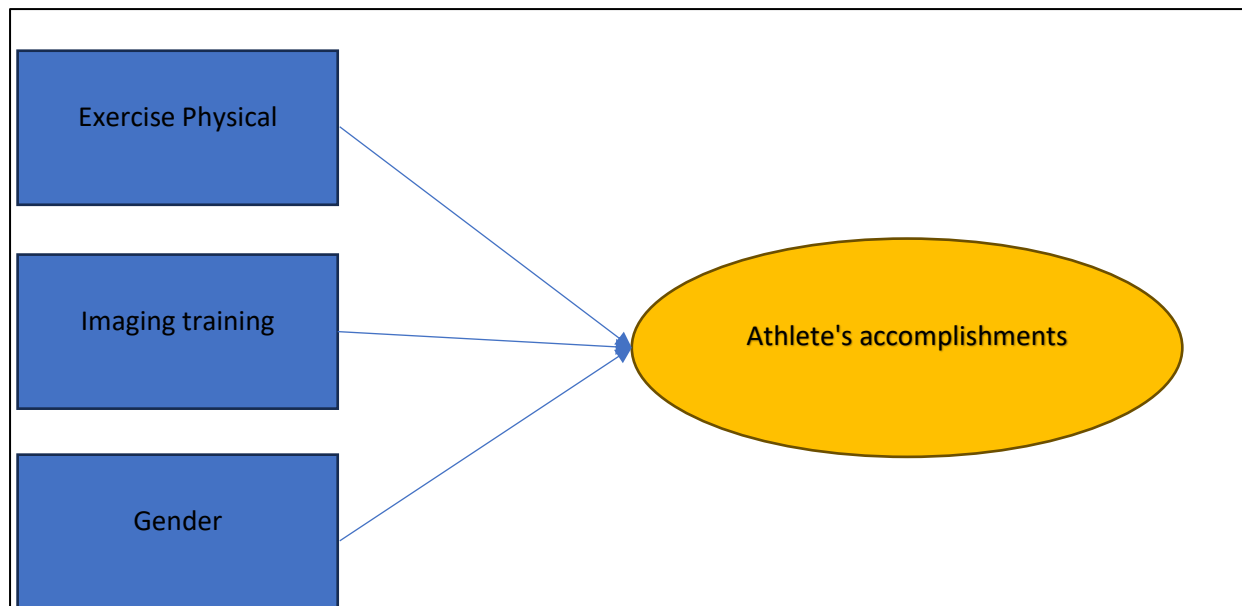 Exercise Physical
Imaging training
Athlete's accomplishments
Gender